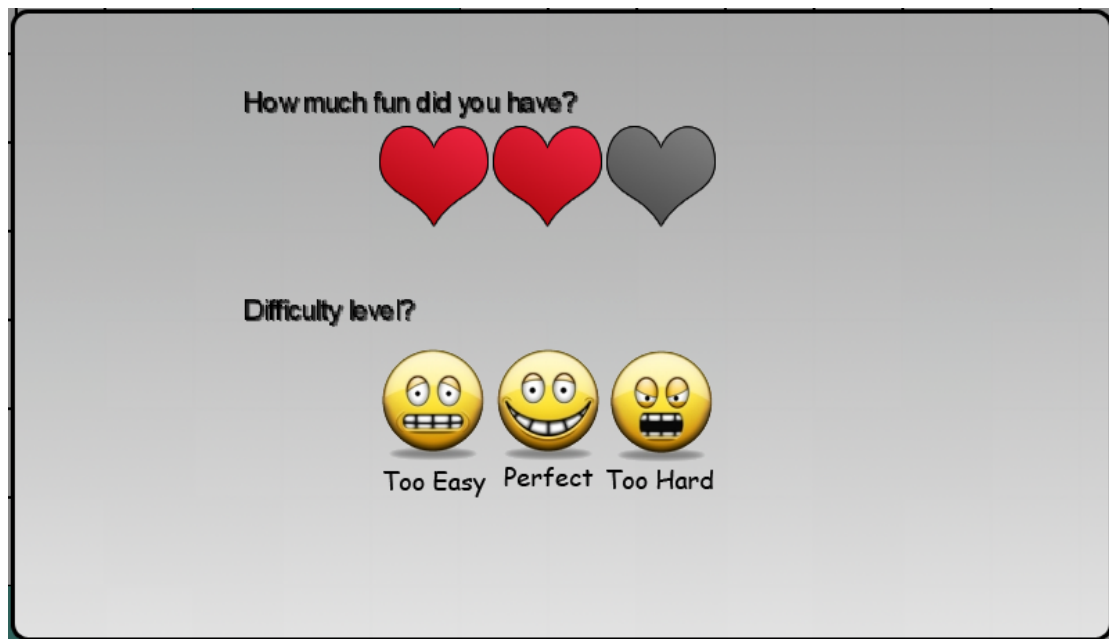 How much fun did you have?
Difficulty level?
Too Easy Perfect Too Hard